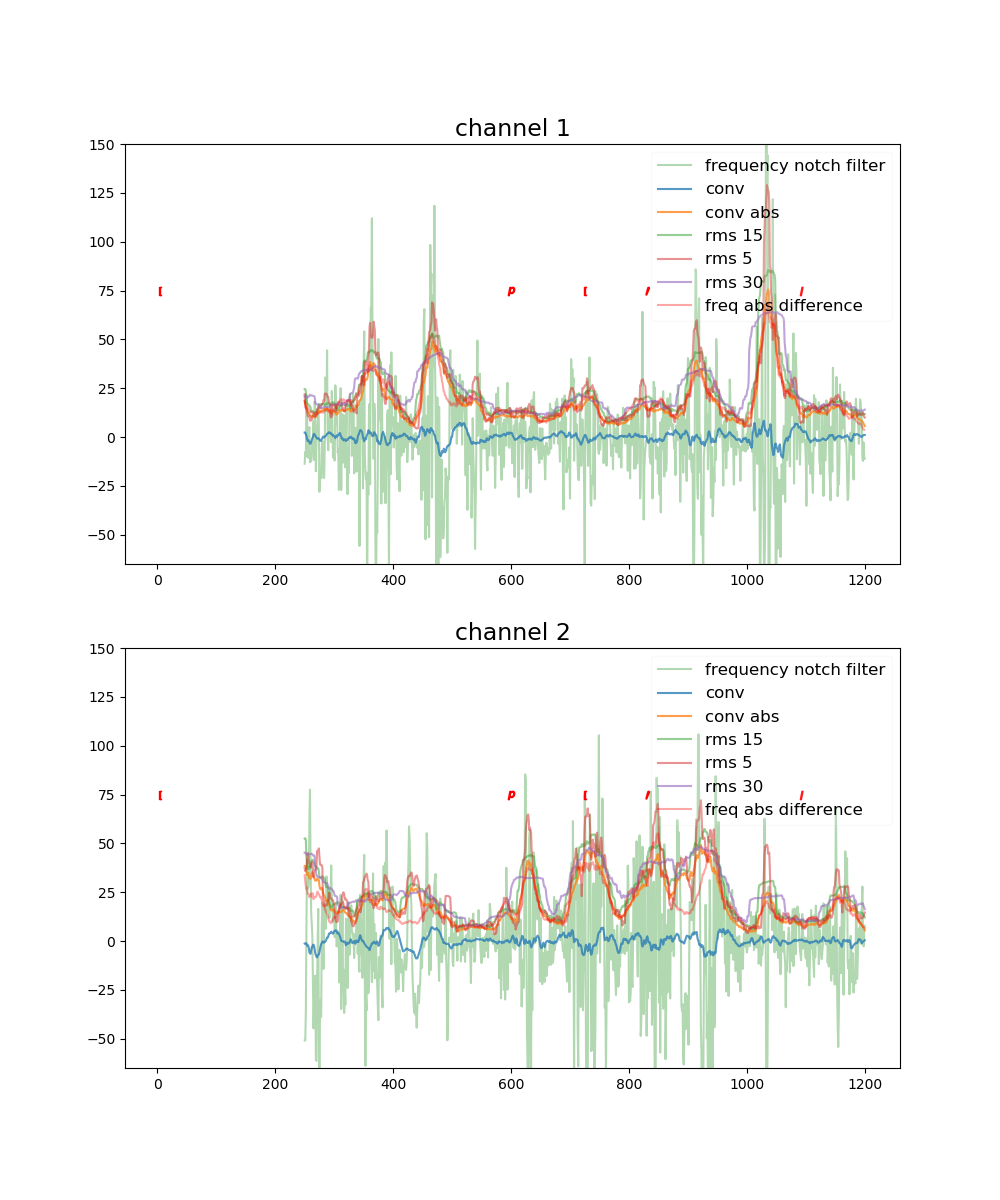 channel 1
150
125
100
75
50
25
0
−25
−50
frequency notch filter
conv
conv abs
rms 15
rms 5
rms 30
freq abs difference
[ p [ /
0 200 400 600 800 1000 1200
channel 2
150
125
100
75
50
25
0
−25
−50
frequency notch filter
conv
conv abs
rms 15
rms 5
rms 30
freq abs difference
[ p [ /
0 200 400 600 800 1000 1200